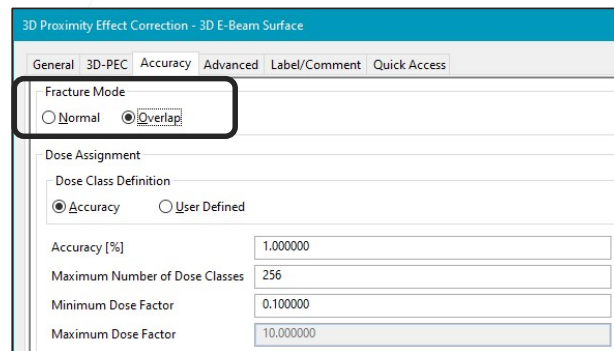 3D Proximity Effect Correction - 3D E-Beam Surface
General 3D-PEC Accuracy Advanced Label/Comment Quick Access
Fracture Mode
Normal Overlap
Dose Assignment
Dose Class Definition
Accuracy User Defined
Accuracy [%] 1.000000
Maximum Number of Dose Classes 256
Minimum Dose Factor 0.100000
Maximum Dose Factor 10.000000